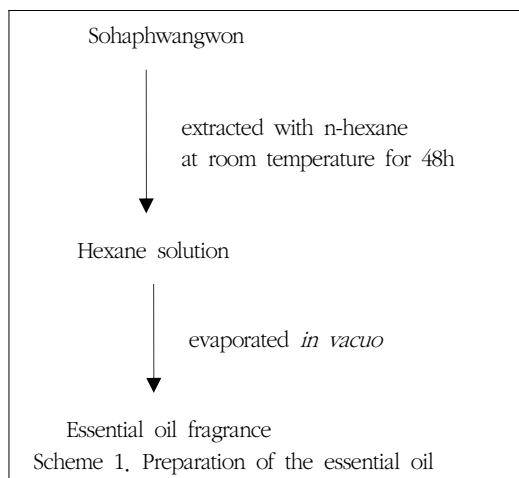 Sohaphwangwon
extracted with n-hexane
at room temperature for 48h
Hexane solution
evaporated in vacuo
Essential oil fragrance
Scheme 1. Preparation of the essential oil